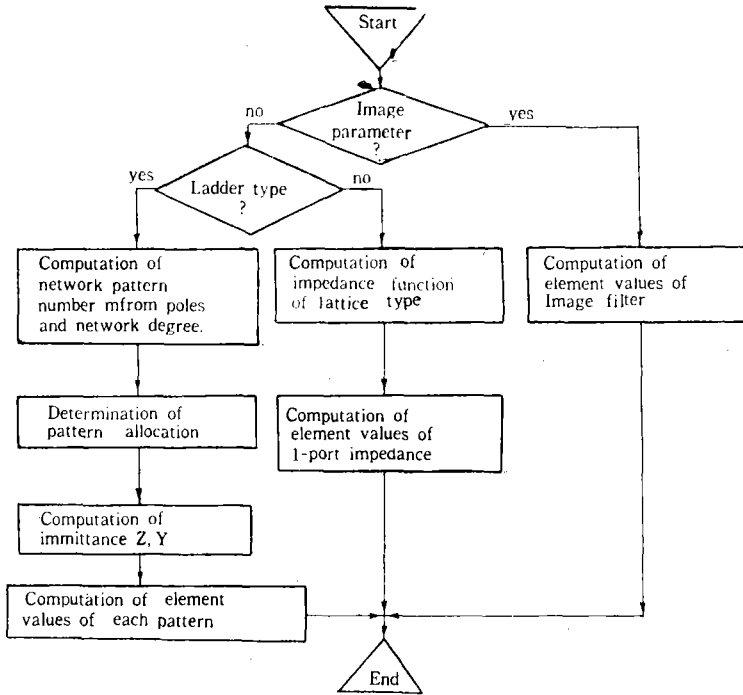 Start
Image
parameter
?
no
yes
Ladder type
?
yes
no
Computation of
network pattern
number mfrom poles
and network degree.
Computation of
impedance function
of lattice type
Computation of
element values of
Image filter
Determination of
pattern allocation
Computation of
element values of
1-port impedance
Computation of
immittance Z, Y
Computation of element
values of each pattern
End